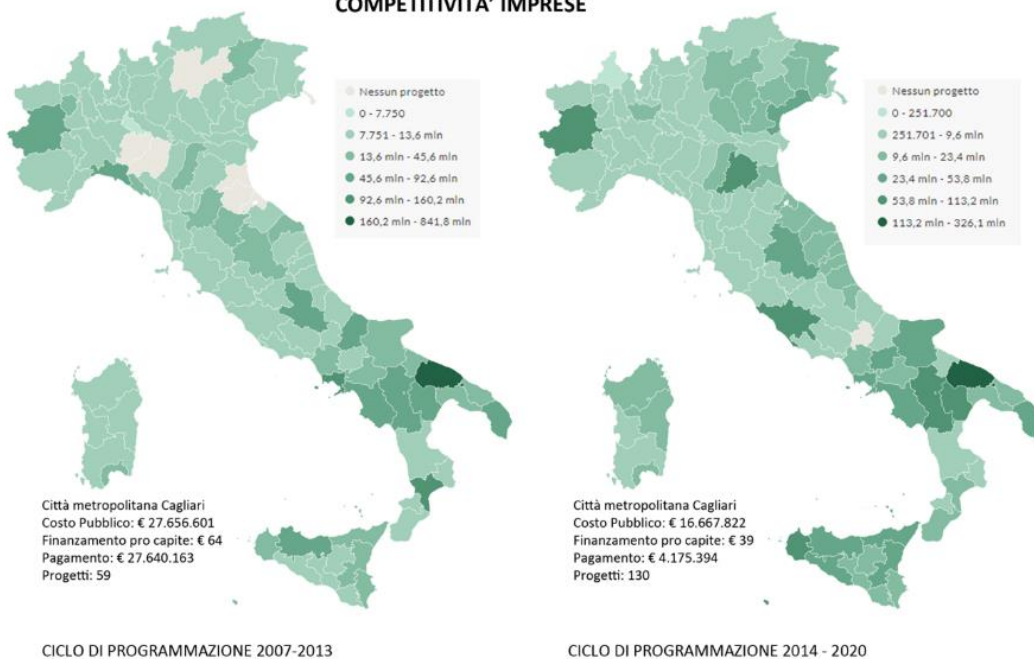 COMPETITIVITA' IMPRESE
Nessun progetto
0 - 7.750
7.751 - 13,6 mln
13,6 mln - 45,6 mln
45,6 mln - 92,6 mln
92,6 mln - 160,2 mln
160,2 mln - 841,8 mln
Nessun progetto
0 - 251.700
251.701 - 9,6 mln
9,6 mln - 23,4 mln
23,4 mln - 53,8 mln
53,8 mln - 113,2 mln
113,2 mln - 326,1 mln
Città metropolitana Cagliari
Costo Pubblico: € 27.656.601
Finanzamento pro capite: € 64
Pagamento: € 27.640.163
Progetti: 59
Città metropolitana Cagliari
Costo Pubblico: € 16.667.822
Finanzamento pro capite: € 39
Pagamento: € 4.175.394
Progetti: 130
CICLO DI PROGRAMMAZIONE 2007-2013
CICLO DI PROGRAMMAZIONE 2014 - 2020